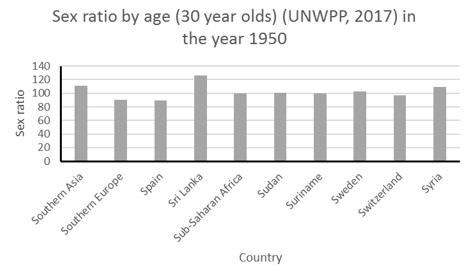 Sex ratio by age (30 year olds) (UNWPP, 2017) in
the year 1950
140
120
100
80
60
40
20
0
Sex ratio
Southern Asia
Southern Europe
Spain
Sri Lanka
Sub-Saharan Africa
Sudan
Suriname
Sweden
Switzerland
Syria
Country